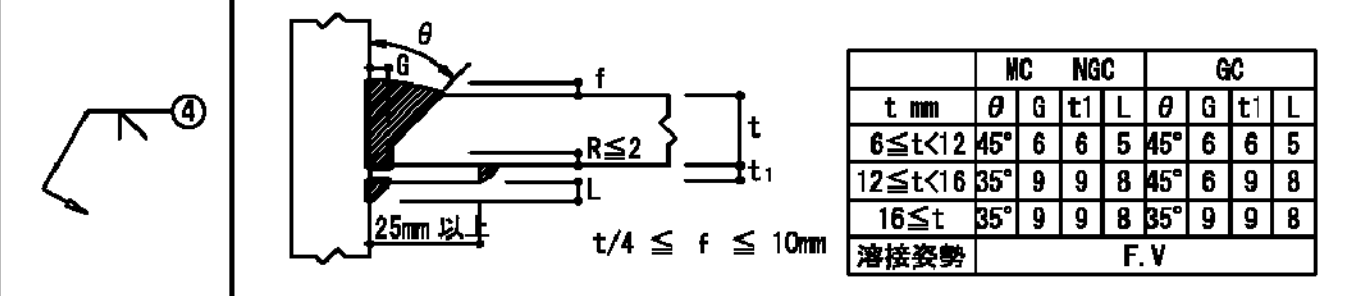 ④
θ
G
f
R≦2
t
t1
L
25mm 以上
t/4 ≦ f ≦ 10mm
MC NGC GC
t mm θ G t1 L θ G t1 L
6≦t<12 45° 6 6 5 45° 6 6 5
12≦t<16 35° 9 9 8 45° 6 9 8
16≦t 35° 9 9 8 35° 9 9 8
溶接姿勢 F.V